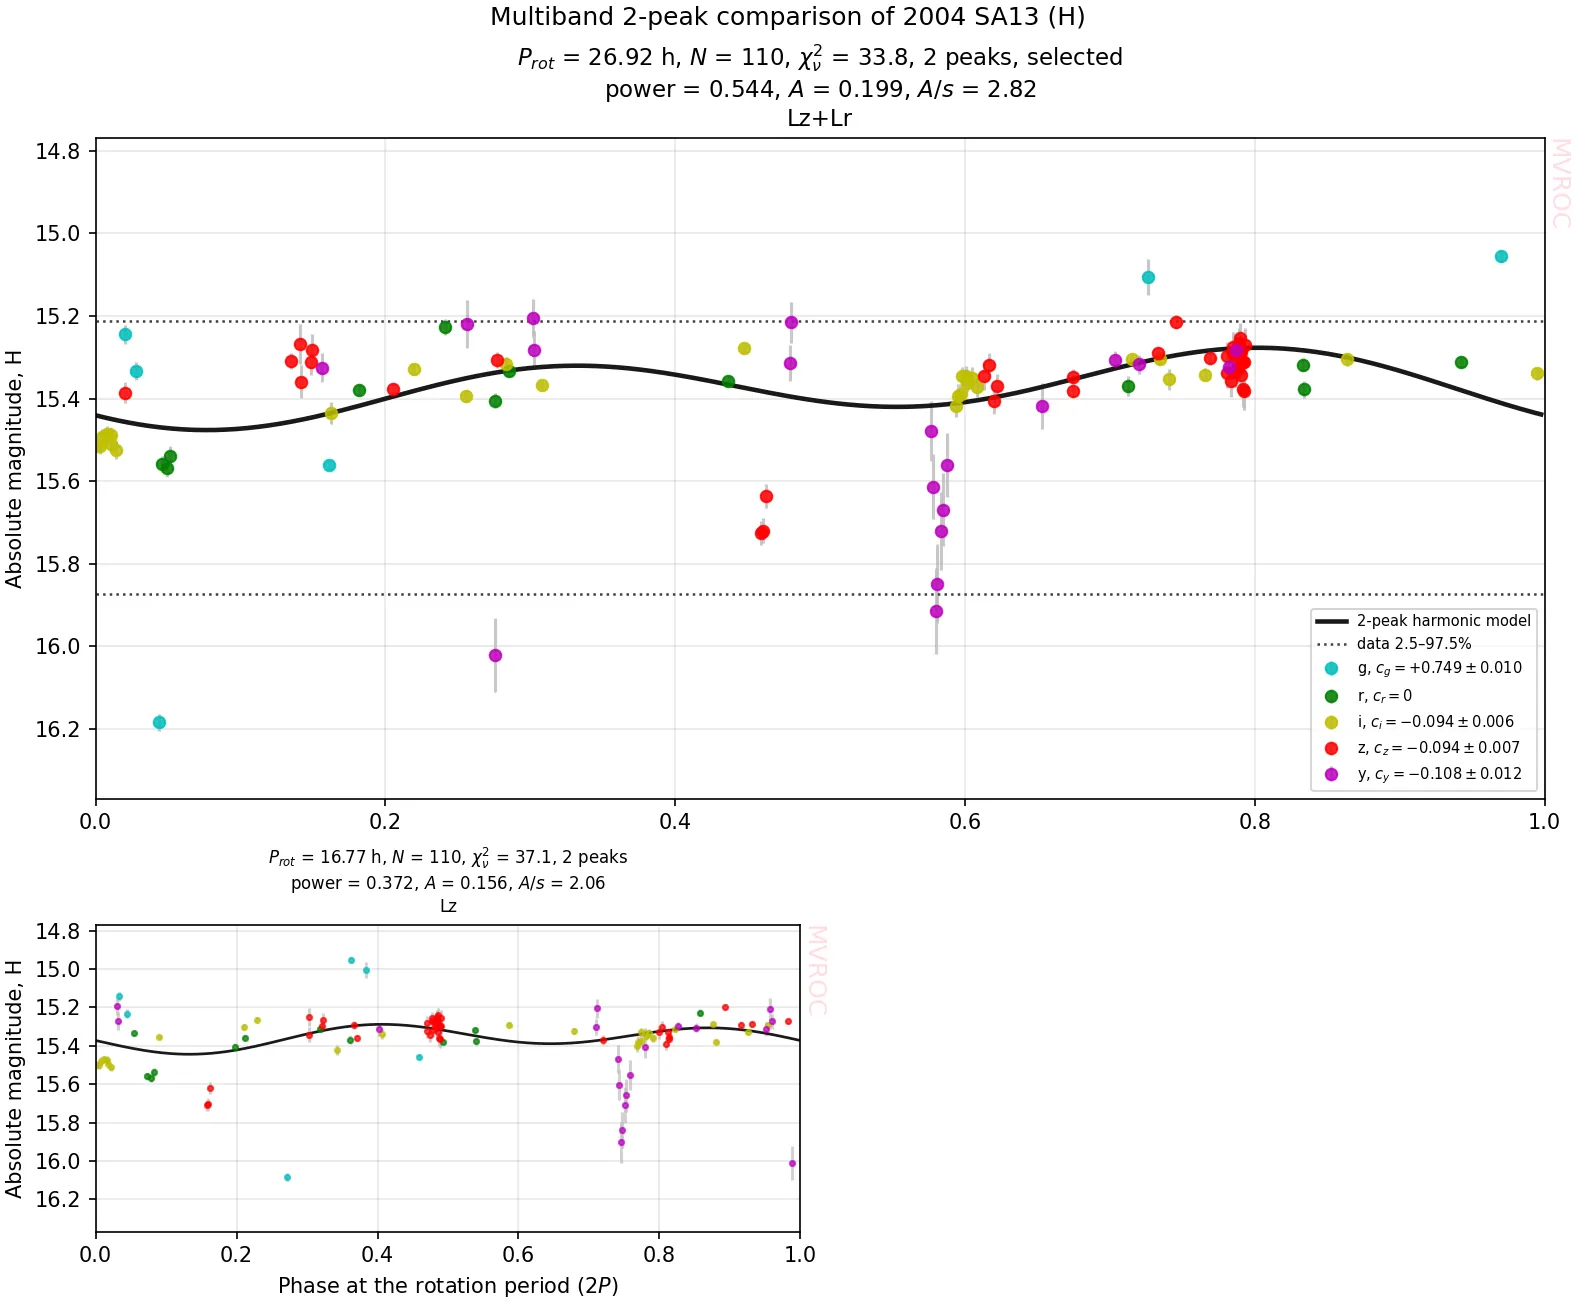 Multiband 2-peak comparison of 2004 SA13 (H)
P_rot = 26.92 h, N = 110, χ²_ν = 33.8, 2 peaks, selected
power = 0.544, A = 0.199, A/s = 2.82
Lz+Lr
14.8
15.0
15.2
15.4
15.6
15.8
16.0
16.2
Absolute magnitude, H
MVROC
2-peak harmonic model
data 2.5–97.5%
g, c_g = +0.749 ± 0.010
r, c_r = 0
i, c_i = −0.094 ± 0.006
z, c_z = −0.094 ± 0.007
y, c_y = −0.108 ± 0.012
0.0 0.2 0.4 0.6 0.8 1.0
P_rot = 16.77 h, N = 110, χ²_ν = 37.1, 2 peaks
power = 0.372, A = 0.156, A/s = 2.06
Lz
14.8
15.0
15.2
15.4
15.6
15.8
16.0
16.2
Absolute magnitude, H
MVROC
0.0 0.2 0.4 0.6 0.8 1.0
Phase at the rotation period (2P)